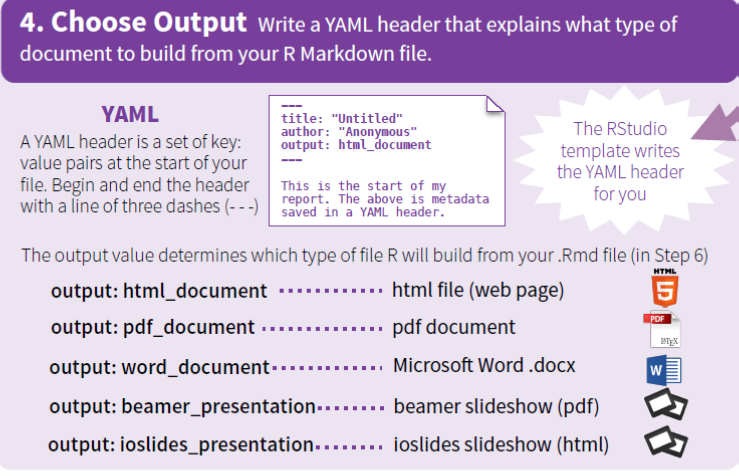 4. Choose Output Write a YAML header that explains what type of
document to build from your R Markdown file.
YAML
A YAML header is a set of key:
value pairs at the start of your
file. Begin and end the header
with a line of three dashes (- - -)
---
title: "Untitled"
author: "Anonymous"
output: html_document
---
This is the start of my
report. The above is metadata
saved in a YAML header.
The RStudio
template writes
the YAML header
for you
The output value determines which type of file R will build from your .Rmd file (in Step 6)
output: html_document html file (web page)
HTML
5
output: pdf_document pdf document
PDF
LATEX
output: word_document Microsoft Word .docx
W
output: beamer_presentation beamer slideshow (pdf)
output: ioslides_presentation ioslides slideshow (html)